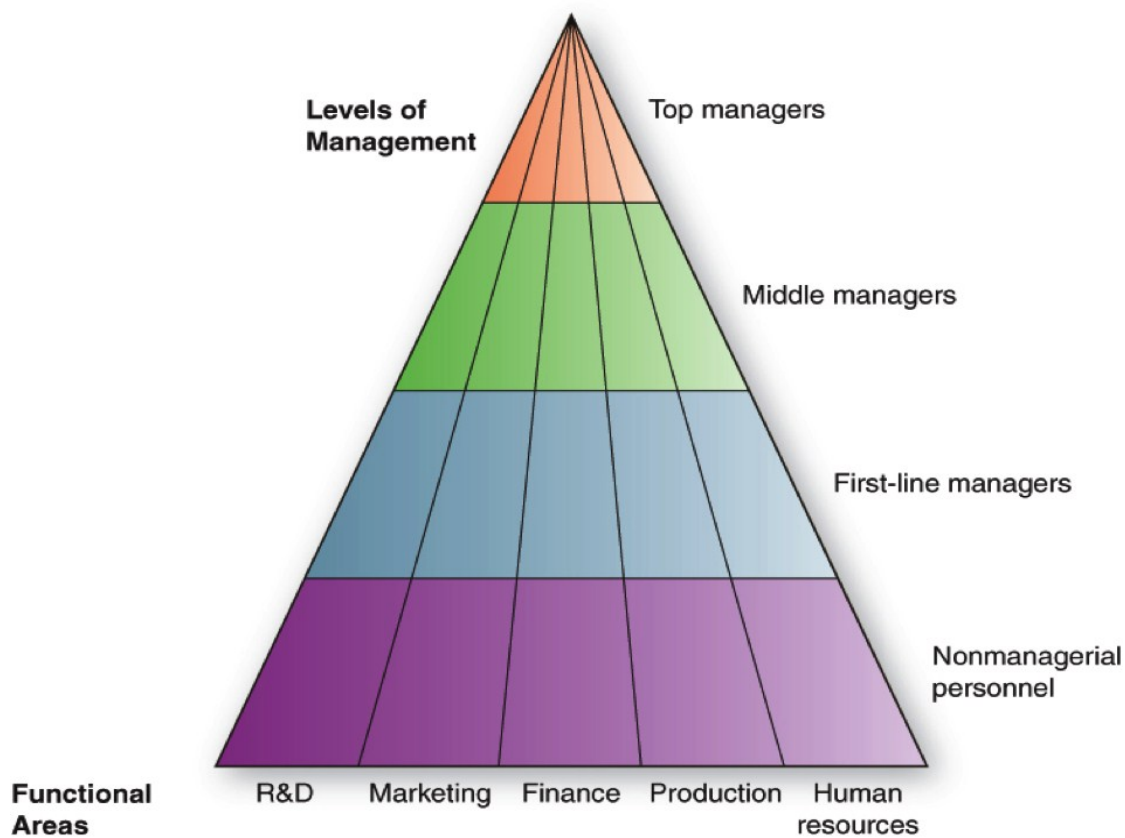 Levels of
Management
Top managers
Middle managers
First-line managers
Nonmanagerial
personnel
Functional
Areas
R&D
Marketing
Finance
Production
Human
resources